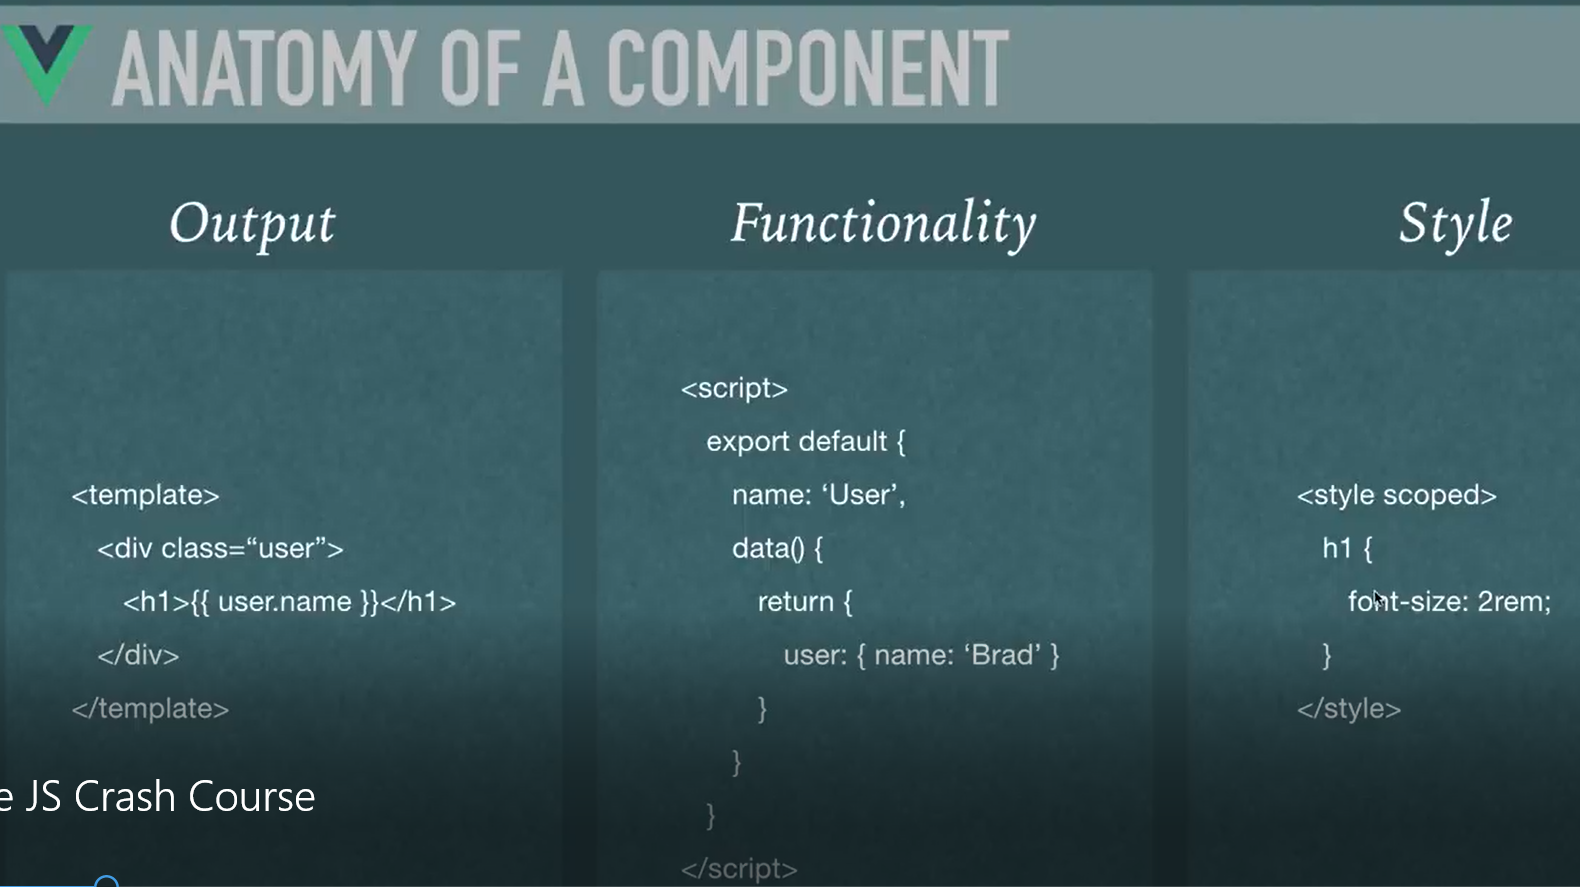 ANATOMY OF A COMPONENT
Output
<template>
<div class=“user”>
<h1>{{ user.name }}</h1>
</div>
</template>
Functionality
<script>
export default {
name: ‘User’,
data() {
return {
user: { name: ‘Brad’ }
}
}
}
</script>
Style
<style scoped>
h1 {
font-size: 2rem;
}
</style>
JS Crash Course